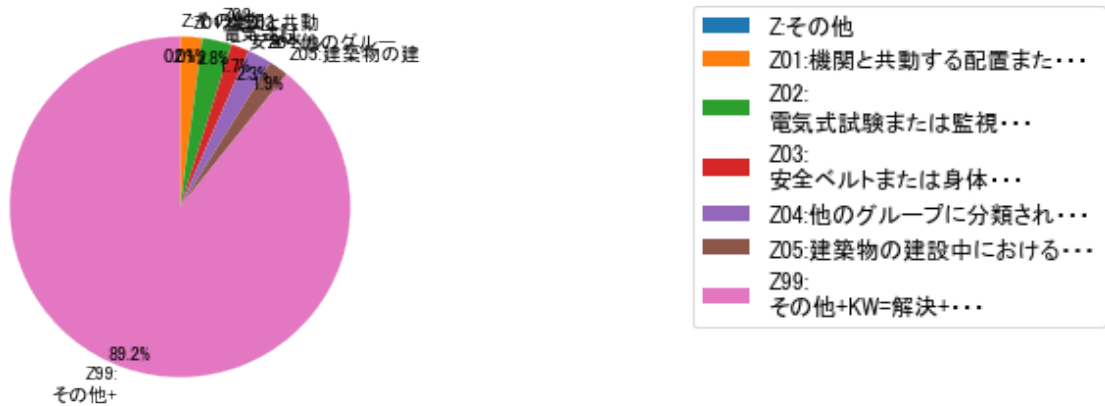 Z05:建築物の建
2.8%
1.7%
2.3%
1.9%
89.2%
Z99:
その他+
Z:その他
Z01:機関と共動する配置また・・・
Z02:
電気式試験または監視・・・
Z03:
安全ベルトまたは身体・・・
Z04:他のグループに分類され・・・
Z05:建築物の建設中における・・・
Z99:
その他+KW=解決+・・・